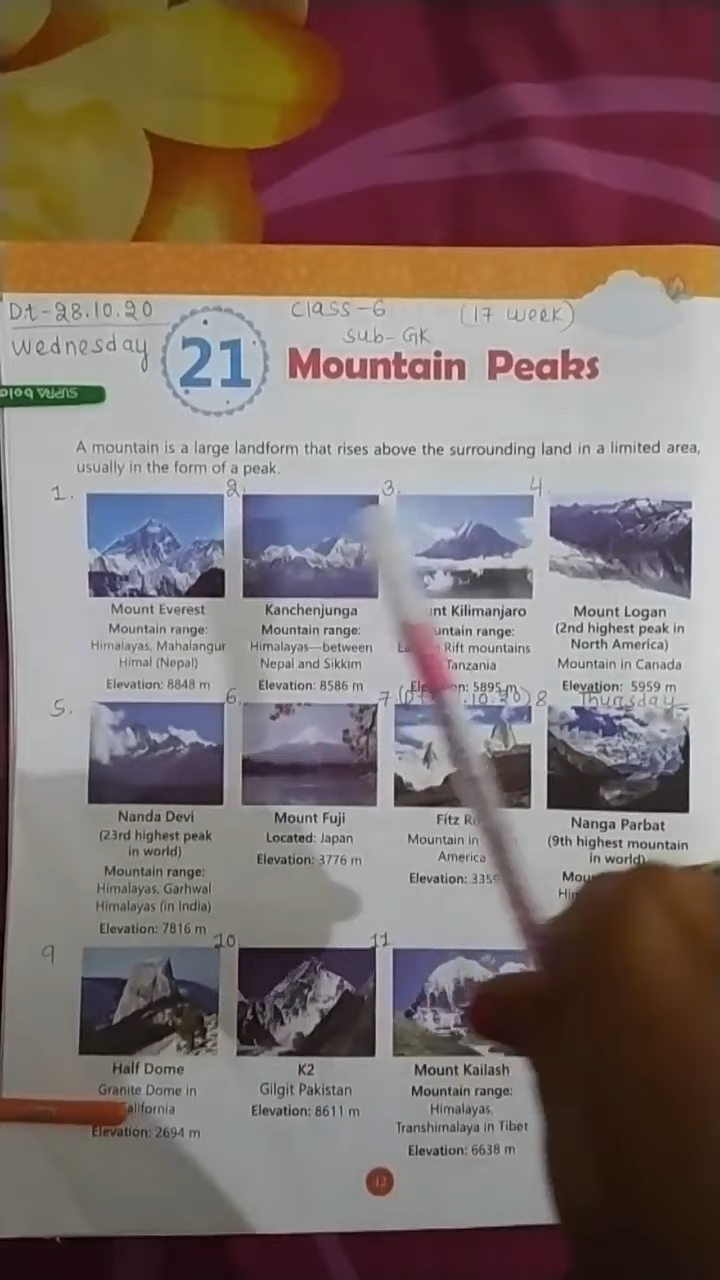 Dt-28.10.20
Wednesday
Class-6
(17 week)
Sub-GK
21
Mountain Peaks
SUPRA
A mountain is a large landform that rises above the surrounding land in a limited area,
usually in the form of a peak.
1.
Mount Everest
Mountain range:
Himalayas, Mahalangur
Himal (Nepal)
Elevation: 8848 m
2.
Kanchenjunga
Mountain range:
Himalayas—between
Nepal and Sikkim
Elevation: 8586 m
3.
Kilimanjaro
range:
Rift mountains
Tanzania
5895 m
4
Mount Logan
(2nd highest peak in
North America)
Mountain in Canada
Elevation: 5959 m
5.
Nanda Devi
(23rd highest peak
in world)
Mountain range:
Himalayas, Garhwal
Himalayas (in India)
Elevation: 7816 m
6.
Mount Fuji
Located: Japan
Elevation: 3776 m
7
Fitz
Mountain in
America
Elevation:
8
Thursday
Nanga Parbat
(9th highest mountain
in world)
9
Half Dome
Granite Dome in
Elevation: 2694 m
10
K2
Gilgit Pakistan
Elevation: 8611 m
11
Mount Kailash
Mountain range:
Himalayas,
Transhimalaya in Tibet
Elevation: 6638 m